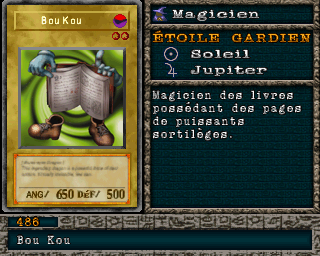 Bou Kou
ANG/ 650 DÉF/ 500
Magicien
ÉTOILE GARDIEN
Soleil
Jupiter
Magicien des livres
possédant des pages
de puissants
sortilèges.
486
Bou Kou